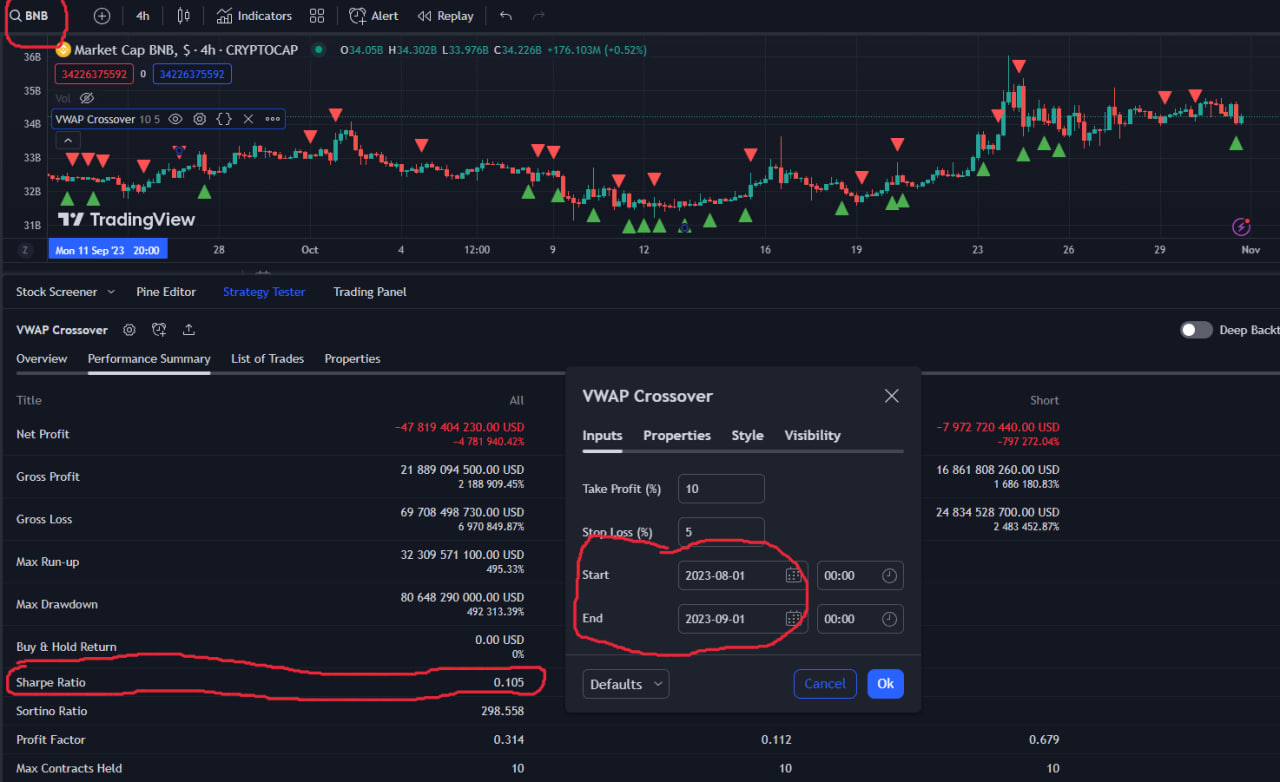 BNB 4h Indicators Alert Replay
Market Cap BNB, $ · 4h · CRYPTOCAP O34.05B H34.302B L33.976B C34.226B +176.103M (+0.52%)
34226375592 0 34226375592
Vol
VWAP Crossover 10 5
36B
35B
34B
33B
32B
31B
TradingView
Z Mon 11 Sep '23 20:00 28 Oct 4 12:00 9 12 16 19 23 26 29 Nov
Stock Screener Pine Editor Strategy Tester Trading Panel
VWAP Crossover Deep Backt
Overview Performance Summary List of Trades Properties
Title All Short
Net Profit −47 819 404 230.00 USD −7 972 720 440.00 USD
−4 781 940.42% −797 272.04%
Gross Profit 21 889 094 500.00 USD 16 861 808 260.00 USD
2 188 909.45% 1 686 180.83%
Gross Loss 69 708 498 730.00 USD 24 834 528 700.00 USD
6 970 849.87% 2 483 452.87%
Max Run-up 32 309 571 100.00 USD
495.33%
Max Drawdown 80 648 290 000.00 USD
492 313.39%
Buy & Hold Return 0.00 USD
0%
Sharpe Ratio 0.105
Sortino Ratio 298.558
Profit Factor 0.314 0.112 0.679
Max Contracts Held 10 10 10
VWAP Crossover
Inputs Properties Style Visibility
Take Profit (%) 10
Stop Loss (%) 5
Start 2023-08-01 00:00
End 2023-09-01 00:00
Defaults Cancel Ok